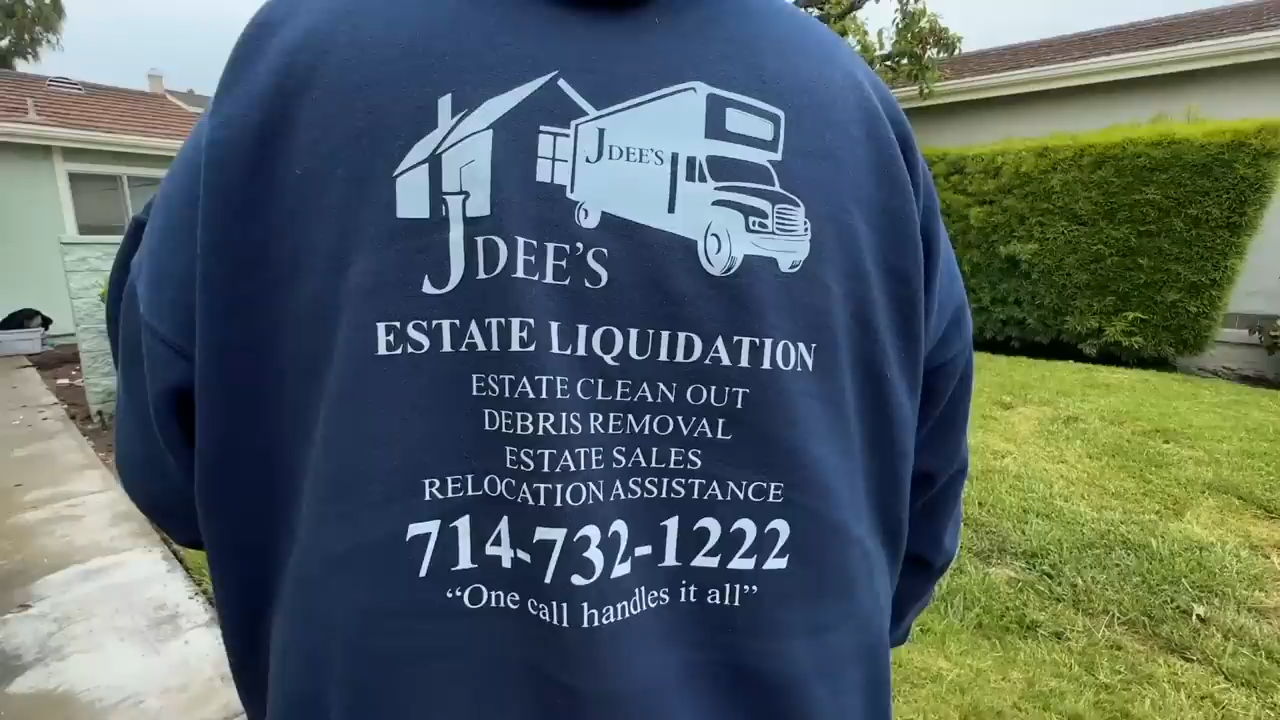 JDEE'S
JDEE'S
ESTATE LIQUIDATION
ESTATE CLEAN OUT
DEBRIS REMOVAL
ESTATE SALES
RELOCATION ASSISTANCE
714-732-1222
“One call handles it all”